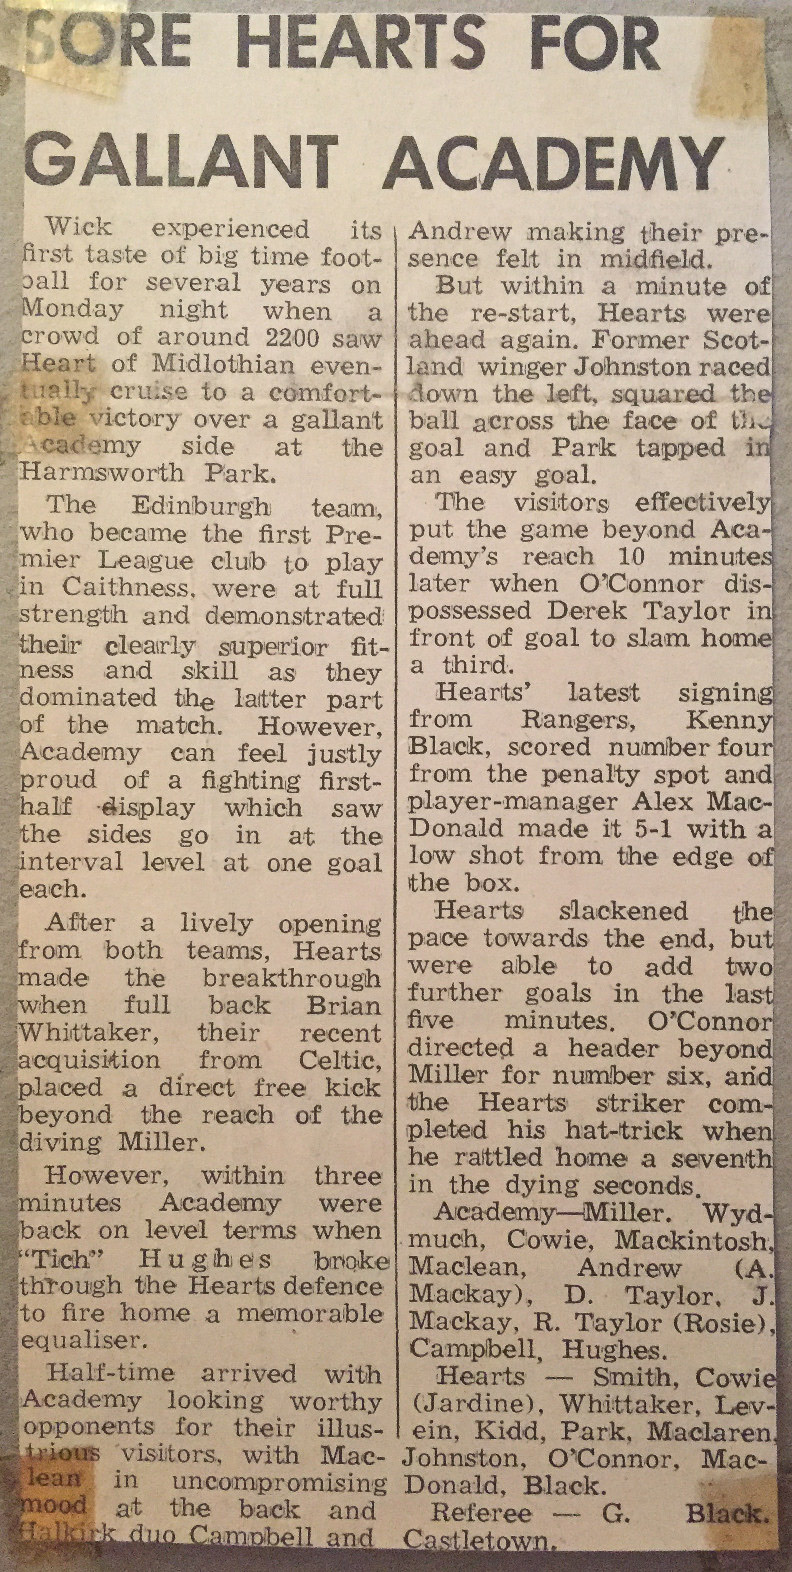 SORE HEARTS FOR
GALLANT ACADEMY
Wick experienced its
first taste of big time foot-
ball for several years on
Monday night when a
crowd of around 2200 saw
Heart of Midlothian even-
tually cruise to a comfort-
able victory over a gallant
Academy side at the
Harmsworth Park.
The Edinburgh team,
who became the first Pre-
mier League club to play
in Caithness, were at full
strength and demonstrated
their clearly superior fit-
ness and skill as they
dominated the latter part
of the match. However,
Academy can feel justly
proud of a fighting first-
half display which saw
the sides go in at the
interval level at one goal
each.
After a lively opening
from both teams, Hearts
made the breakthrough
when full back Brian
Whittaker, their recent
acquisition from Celtic,
placed a direct free kick
beyond the reach of the
diving Miller.
However, within three
minutes Academy were
back on level terms when
"Tich" Hughes broke
through the Hearts defence
to fire home a memorable
equaliser.
Half-time arrived with
Academy looking worthy
opponents for their illus-
trious visitors, with Mac-
lean in uncompromising
mood at the back and
Halkirk duo Campbell and
Andrew making their pre-
sence felt in midfield.
But within a minute of
the re-start, Hearts were
ahead again. Former Scot-
land winger Johnston raced
down the left, squared the
ball across the face of the
goal and Park tapped in
an easy goal.
The visitors effectively
put the game beyond Aca-
demy's reach 10 minutes
later when O'Connor dis-
possessed Derek Taylor in
front of goal to slam home
a third.
Hearts' latest signing
from Rangers, Kenny
Black, scored number four
from the penalty spot and
player-manager Alex Mac-
Donald made it 5-1 with a
low shot from the edge of
the box.
Hearts slackened the
pace towards the end, but
were able to add two
further goals in the last
five minutes. O'Connor
directed a header beyond
Miller for number six, and
the Hearts striker com-
pleted his hat-trick when
he rattled home a seventh
in the dying seconds.
Academy—Miller. Wyd-
much, Cowie, Mackintosh,
Maclean, Andrew (A.
Mackay), D. Taylor, J.
Mackay, R. Taylor (Rosie),
Campbell, Hughes.
Hearts — Smith, Cowie
(Jardine), Whittaker, Lev-
ein, Kidd, Park, Maclaren,
Johnston, O'Connor, Mac-
Donald, Black.
Referee — G. Black.
Castletown.